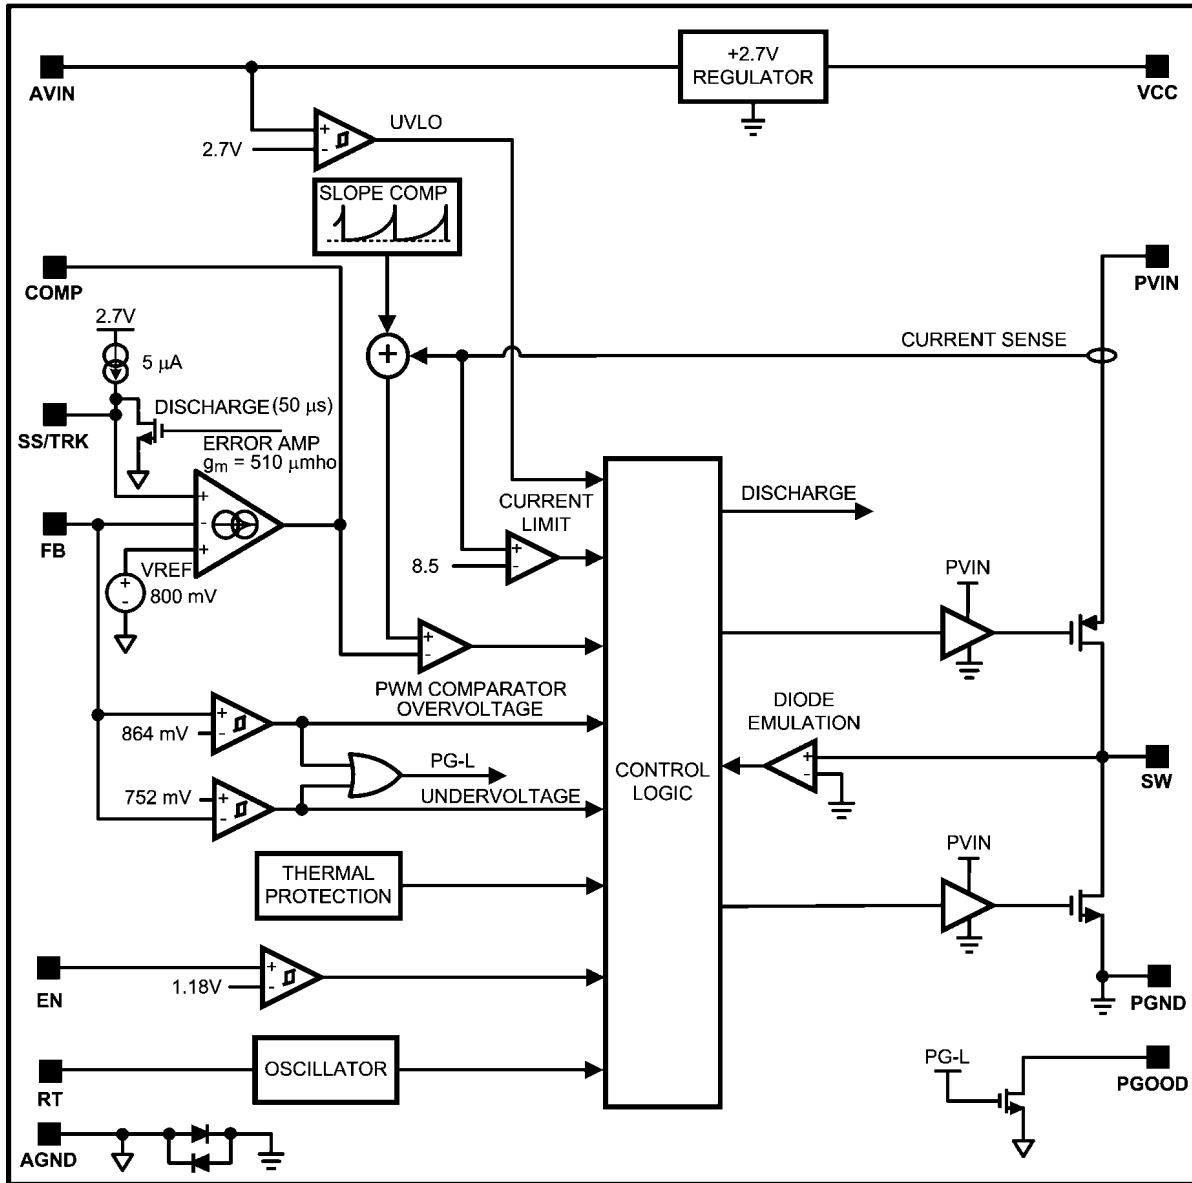 +2.7V
REGULATOR
AVIN
VCC
UVLO
+
-
2.7V
SLOPE COMP
COMP
PVIN
2.7V
CURRENT SENSE
+
5 μA
DISCHARGE (50 μs)
SS/TRK
ERROR AMP
gm = 510 μmho
CURRENT
LIMIT
DISCHARGE
+
-
+
FB
VREF
800 mV
+
-
8.5
+
-
PVIN
+
-
PWM COMPARATOR
OVERVOLTAGE
DIODE
EMULATION
864 mV
+
-
PG-L
CONTROL
LOGIC
+
-
SW
752 mV
+
-
UNDERVOLTAGE
PVIN
THERMAL
PROTECTION
EN
1.18V
+
-
PGND
OSCILLATOR
RT
PG-L
PGOOD
AGND